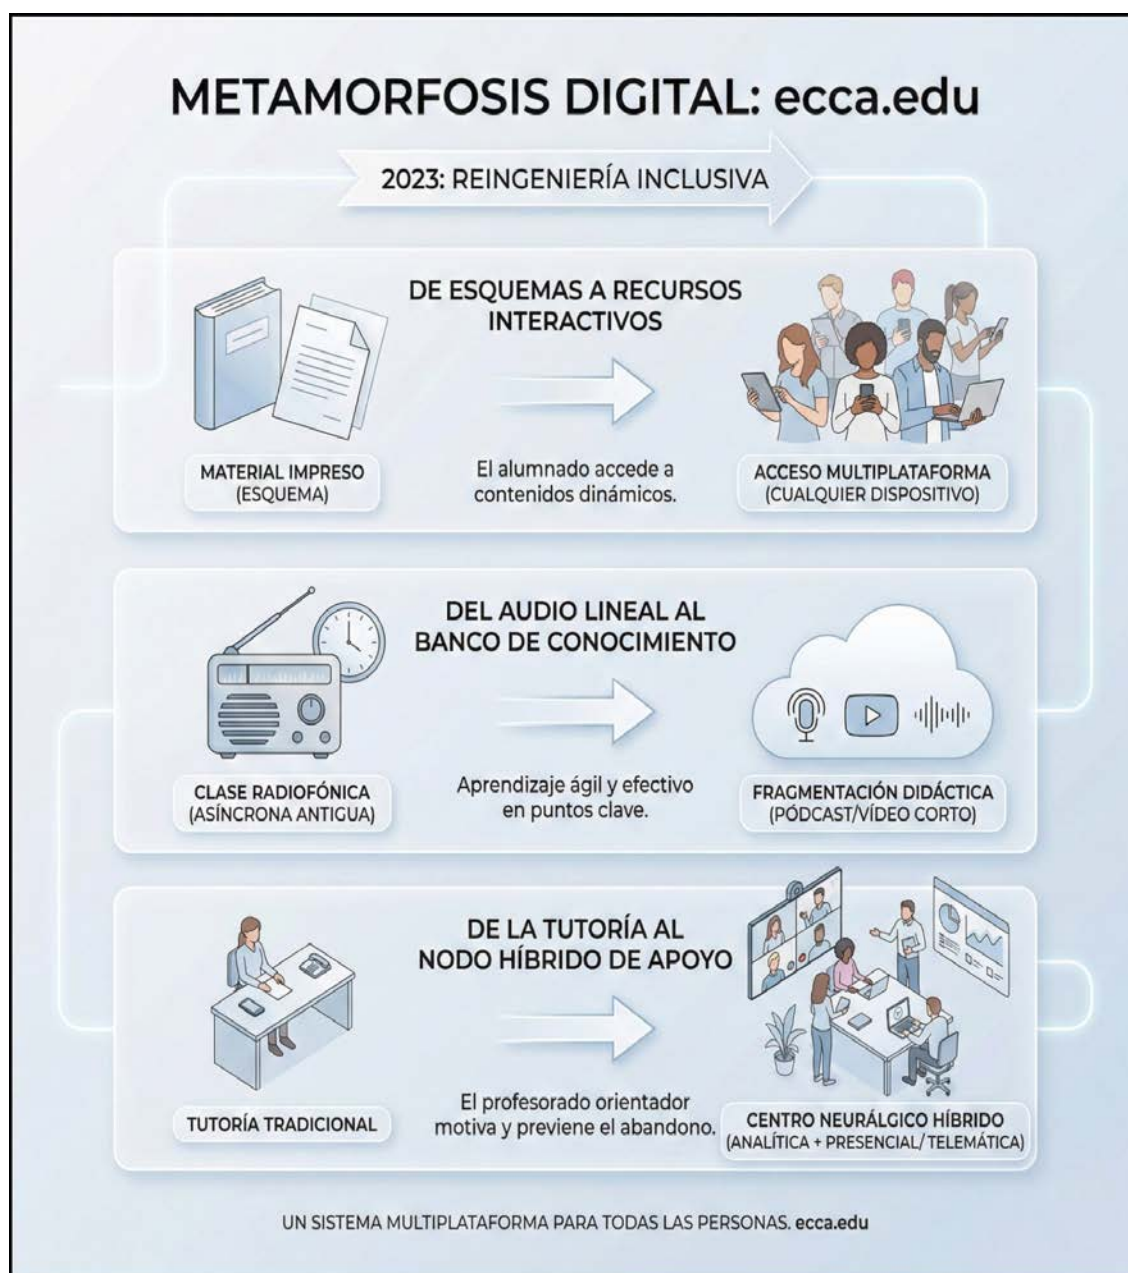 METAMORFOSIS DIGITAL: ecca.edu
2023: REINGENIERÍA INCLUSIVA
DE ESQUEMAS A RECURSOS
INTERACTIVOS
MATERIAL IMPRESO
(ESQUEMA)
El alumnado accede a
contenidos dinámicos.
ACCESO MULTIPLATAFORMA
(CUALQUIER DISPOSITIVO)
DEL AUDIO LINEAL AL
BANCO DE CONOCIMIENTO
CLASE RADIOFÓNICA
(ASÍNCRONA ANTIGUA)
Aprendizaje ágil y efectivo
en puntos clave.
FRAGMENTACIÓN DIDÁCTICA
(PÓDCAST/VÍDEO CORTO)
DE LA TUTORÍA AL
NODO HÍBRIDO DE APOYO
TUTORÍA TRADICIONAL
El profesorado orientador
motiva y previene el abandono.
CENTRO NEURÁLGICO HÍBRIDO
(ANALÍTICA + PRESENCIAL/ TELEMÁTICA)
UN SISTEMA MULTIPLATAFORMA PARA TODAS LAS PERSONAS. ecca.edu